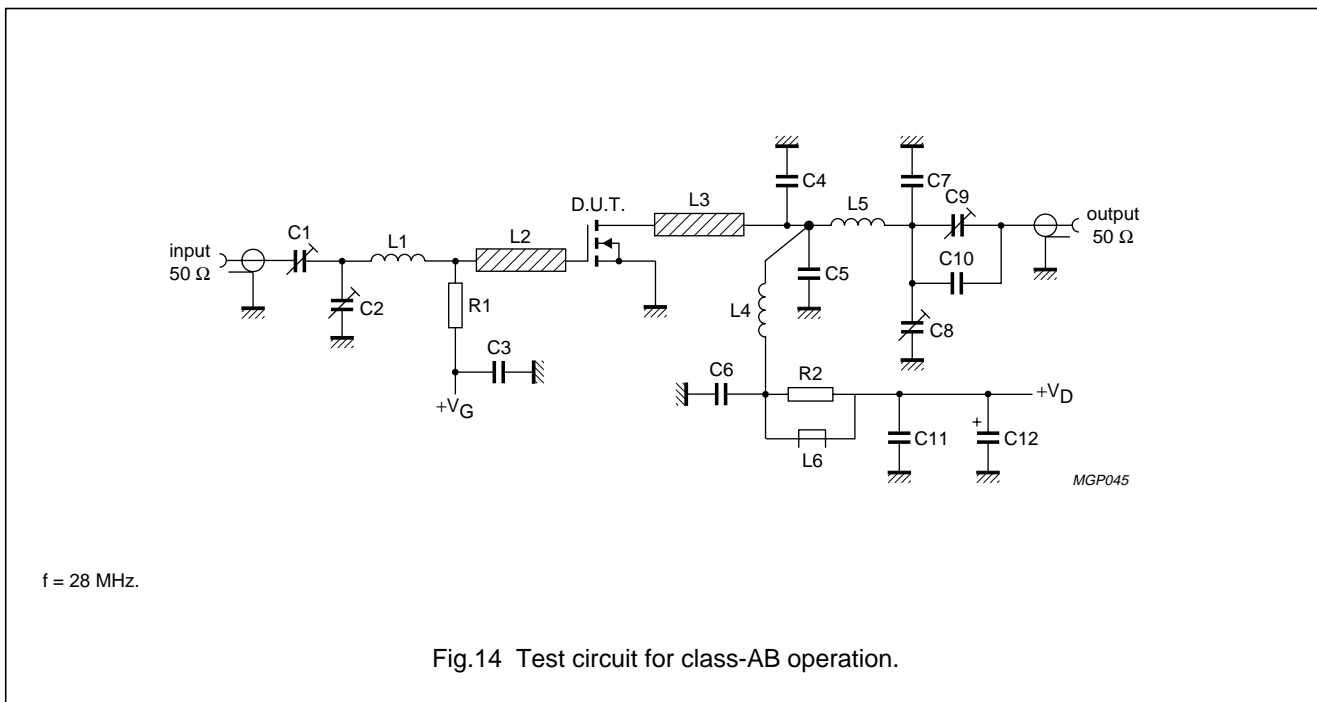 C4
C7
D.U.T.
L3
L5
C9
output
50 Ω
input
50 Ω
C1
L1
L2
C10
C5
C2
R1
L4
C8
C3
C6
R2
+VG
+VD
C11
+
C12
L6
MGP045
f = 28 MHz.
Fig.14 Test circuit for class-AB operation.